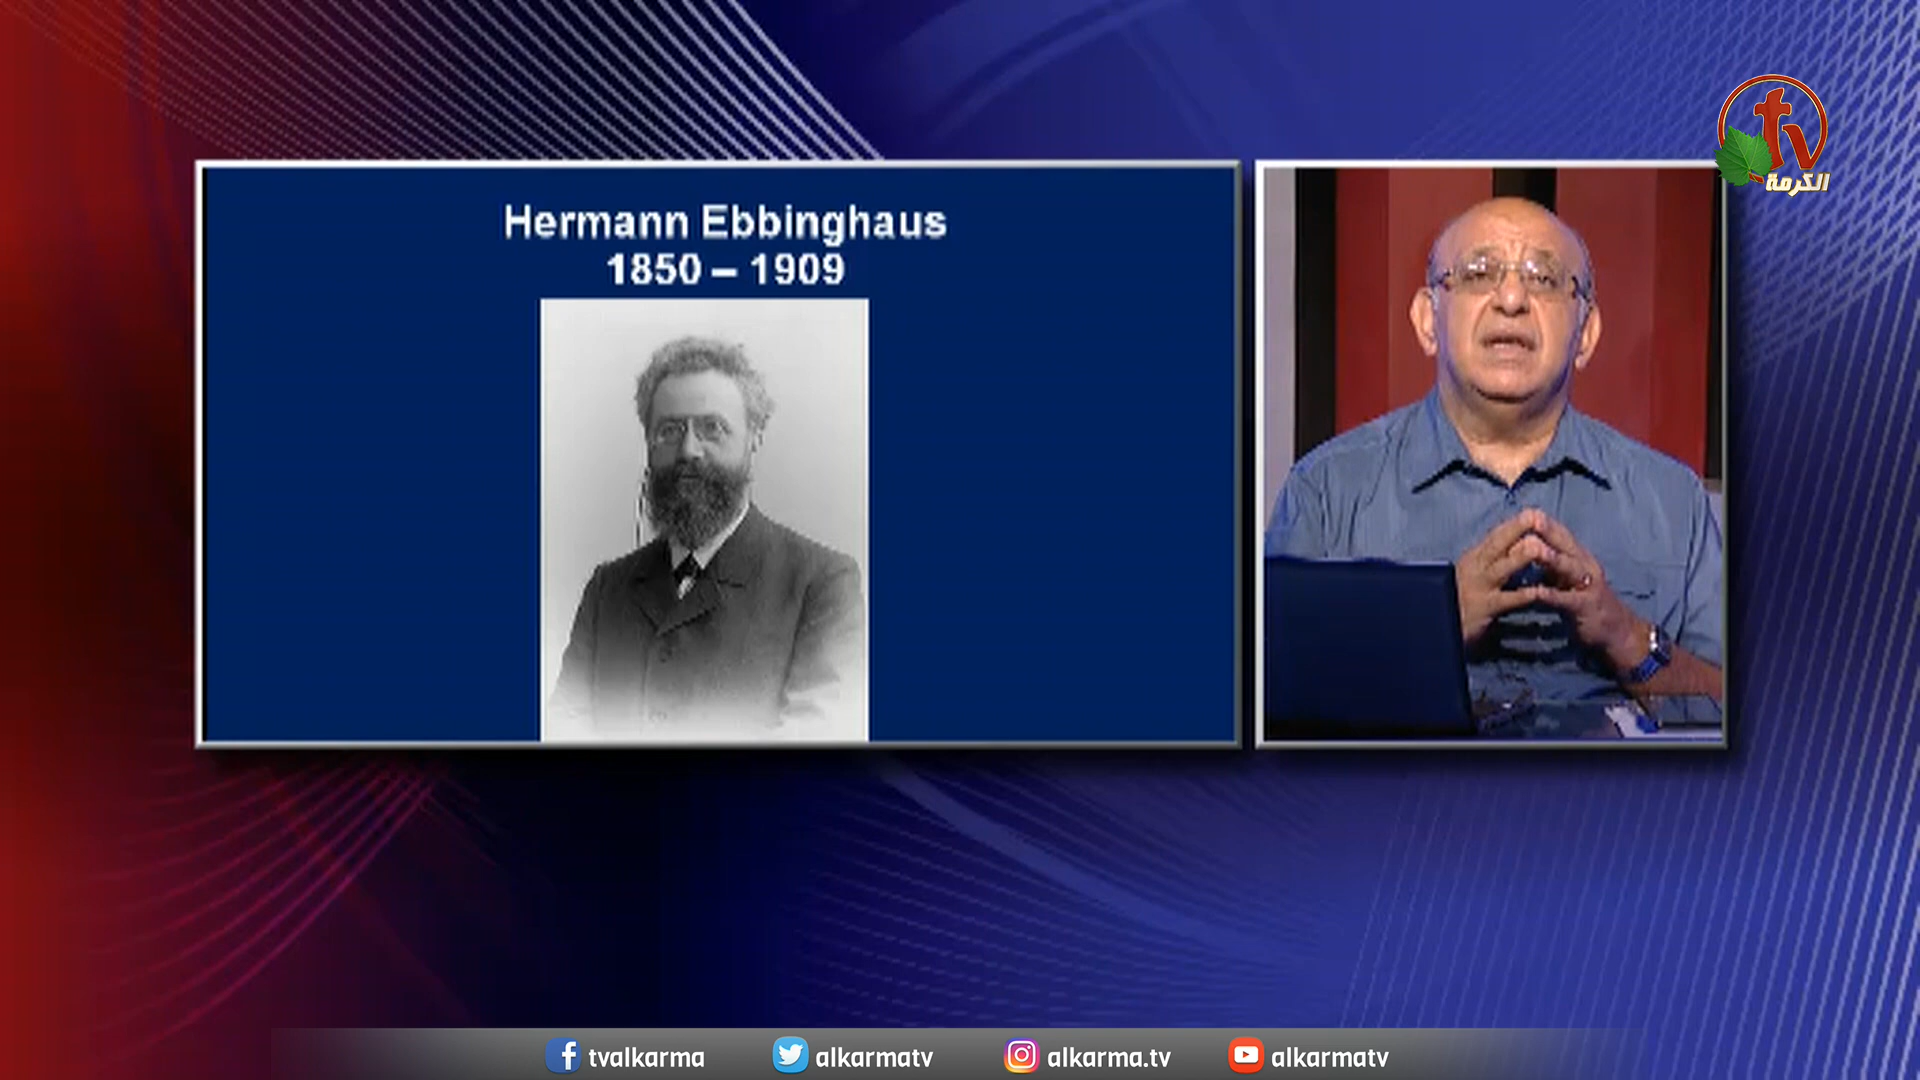 tv
الكرمة
Hermann Ebbinghaus
1850 – 1909
tvalkarma
alkarmatv
alkarma.tv
alkarmatv